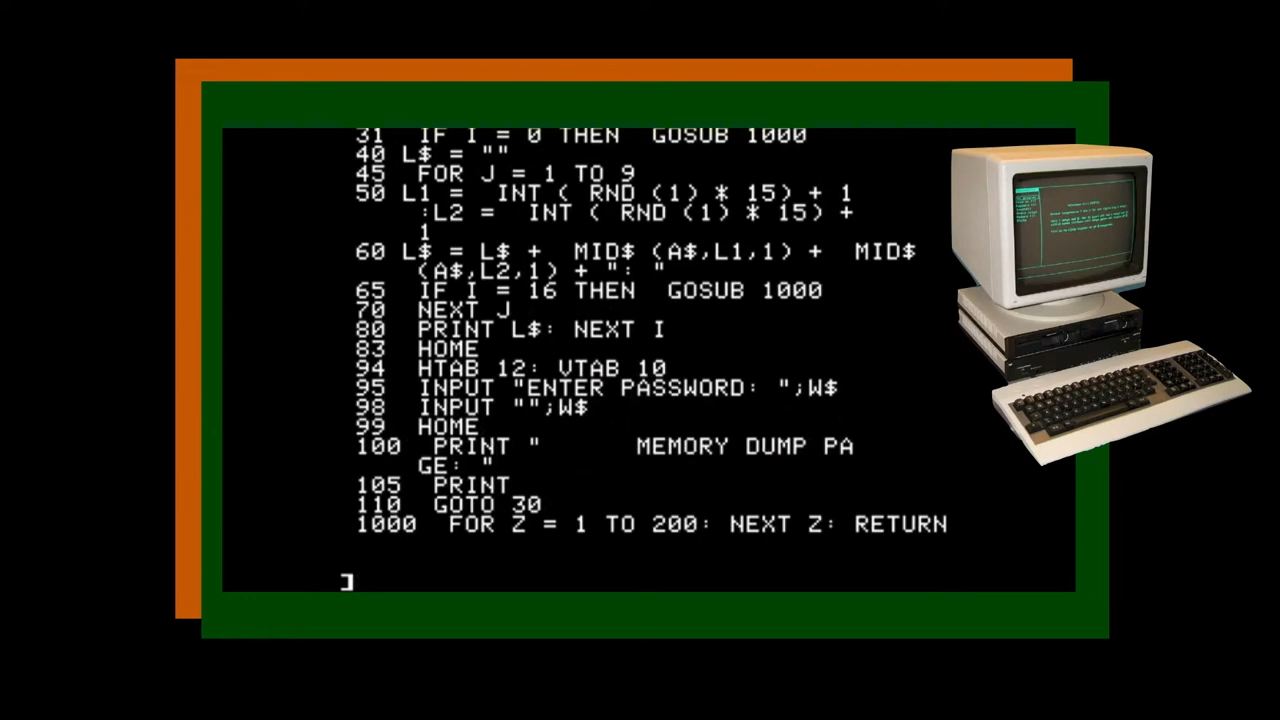 31  IF I = 0 THEN  GOSUB 1000
40 L$ = ""
45  FOR J = 1 TO 9
50 L1 =  INT ( RND (1) * 15) + 1
:L2 =  INT ( RND (1) * 15) +
1
60 L$ = L$ +  MID$ (A$,L1,1) +  MID$
(A$,L2,1) + ": "
65  IF I = 16 THEN  GOSUB 1000
70  NEXT J
80  PRINT L$: NEXT I
83  HOME
94  HTAB 12: VTAB 10
95  INPUT "ENTER PASSWORD: ";W$
98  INPUT "";W$
99  HOME
100  PRINT "      MEMORY DUMP PA
GE: "
105  PRINT
110  GOTO 30
1000  FOR Z = 1 TO 200: NEXT Z: RETURN
]